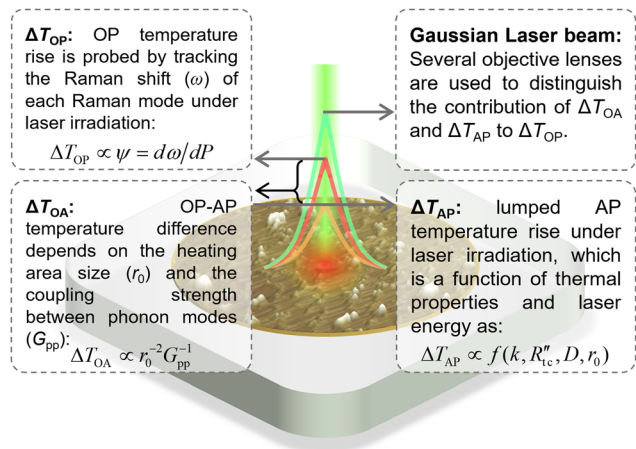 ΔT_OP: OP temperature
rise is probed by tracking
the Raman shift (ω) of
each Raman mode under
laser irradiation:
ΔT_OP ∝ ψ = dω/dP
Gaussian Laser beam:
Several objective lenses
are used to distinguish
the contribution of ΔT_OA
and ΔT_AP to ΔT_OP.
ΔT_OA: OP-AP
temperature difference
depends on the heating
area size (r_0) and the
coupling strength
between phonon modes
(G_pp):
ΔT_OA ∝ r_0^-2 G_pp^-1
ΔT_AP: lumped AP
temperature rise under
laser irradiation, which
is a function of thermal
properties and laser
energy as:
ΔT_AP ∝ f(k, R″_tc, D, r_0)